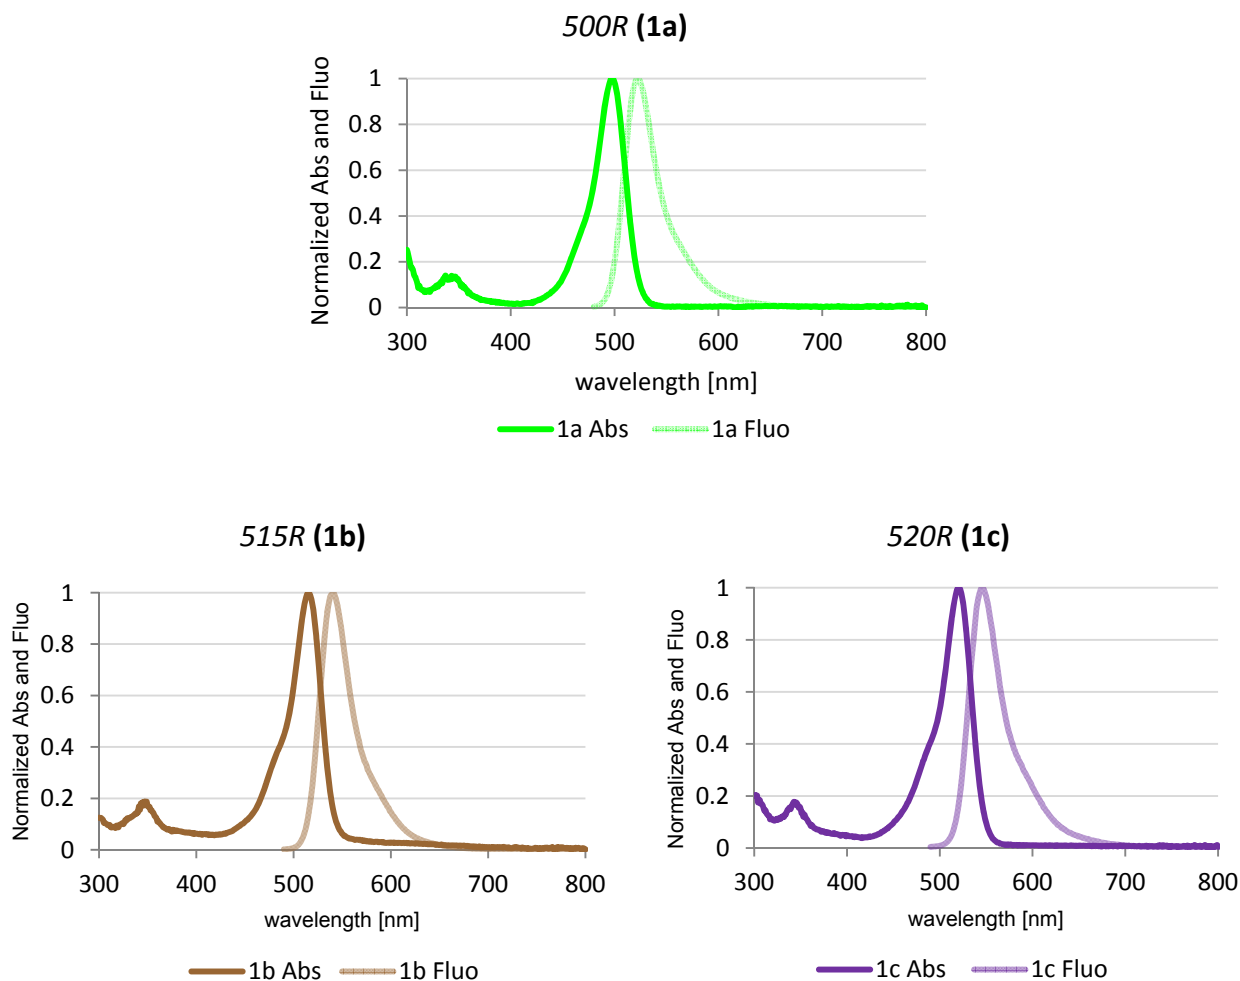 500R (1a)
Normalized Abs and Fluo
1
0.8
0.6
0.4
0.2
0
300 400 500 600 700 800
wavelength [nm]
1a Abs 1a Fluo
515R (1b)
Normalized Abs and Fluo
1
0.8
0.6
0.4
0.2
0
300 400 500 600 700 800
wavelength [nm]
1b Abs 1b Fluo
520R (1c)
Normalized Abs and Fluo
1
0.8
0.6
0.4
0.2
0
300 400 500 600 700 800
wavelength [nm]
1c Abs 1c Fluo